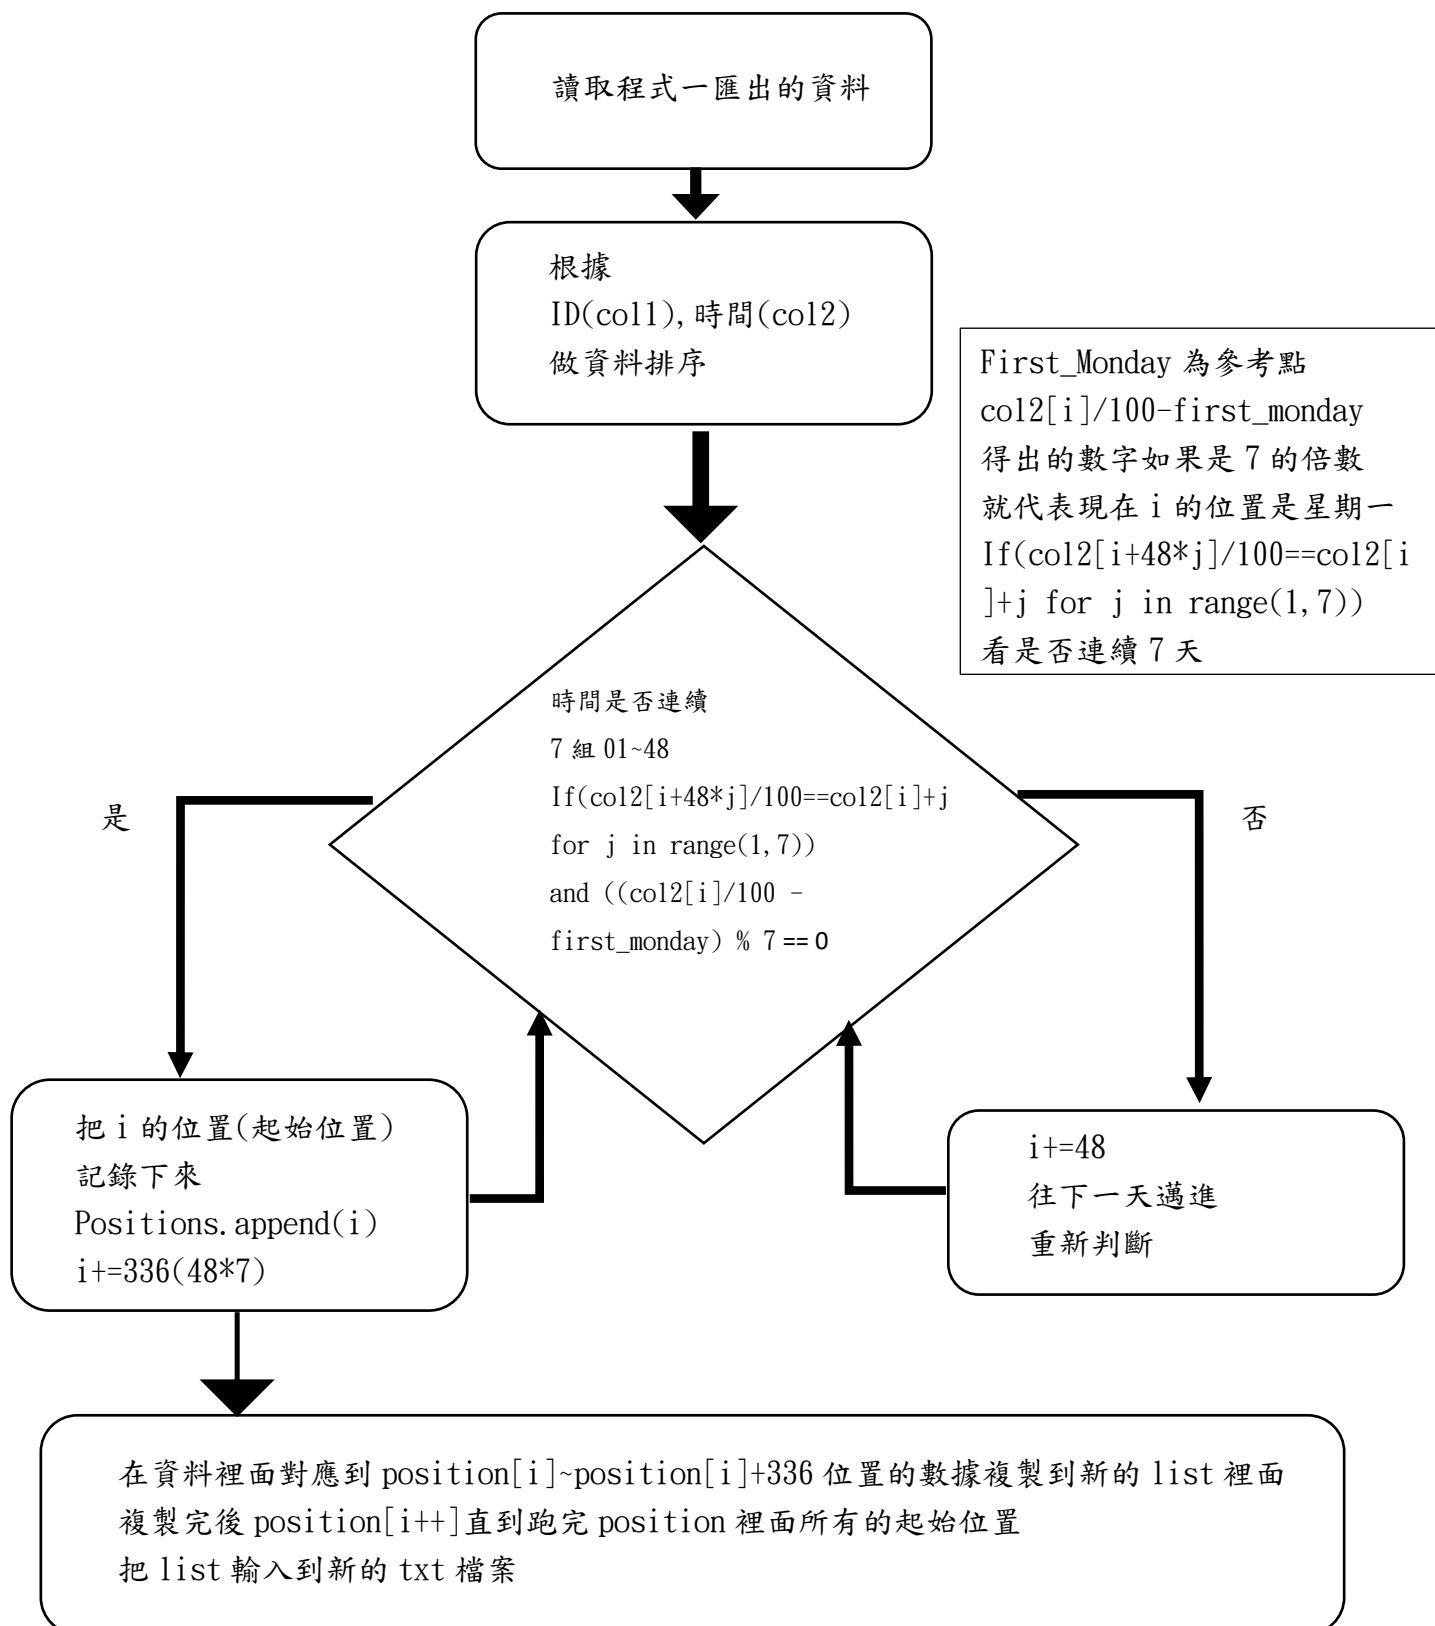 讀取程式一匯出的資料
根據
ID(col1),時間(col2)
做資料排序
First_Monday 為參考點
col2[i]/100-first_monday
得出的數字如果是 7 的倍數
就代表現在 i 的位置是星期一
If(col2[i+48*j]/100==col2[i
]+j for j in range(1,7))
看是否連續 7 天
時間是否連續
7 組 01~48
If(col2[i+48*j]/100==col2[i]+j
for j in range(1,7))
and ((col2[i]/100 -
first_monday) % 7 == 0
是
否
把 i 的位置(起始位置)
記錄下來
Positions.append(i)
i+=336(48*7)
i+=48
往下一天邁進
重新判斷
在資料裡面對應到 position[i]~position[i]+336 位置的數據複製到新的 list 裡面
複製完後 position[i++]直到跑完 position 裡面所有的起始位置
把 list 輸入到新的 txt 檔案